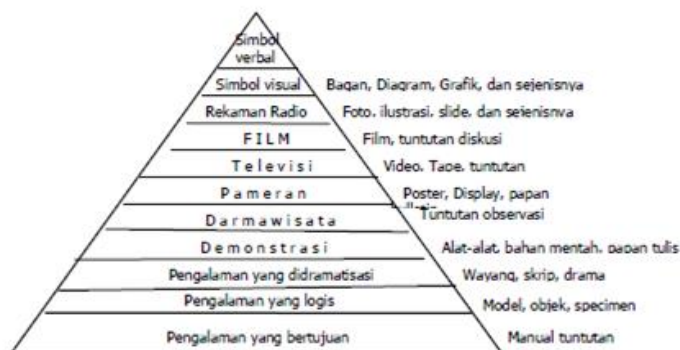 Simbol
verbal
Simbol visual Bagan, Diagram, Grafik, dan sejenisnya
Rekaman Radio Foto, ilustrasi, slide, dan sejenisnya
FILM Film, tuntutan diskusi
Televisi Video, Tape, tuntutan
Pameran Poster, Display, papan
Darmawisata Tuntutan observasi
Demonstrasi Alat-alat, bahan mentah, papan tulis
Pengalaman yang didramatisasi Wayang, skrip, drama
Pengalaman yang logis Model, objek, specimen
Pengalaman yang bertujuan Manual tuntutan